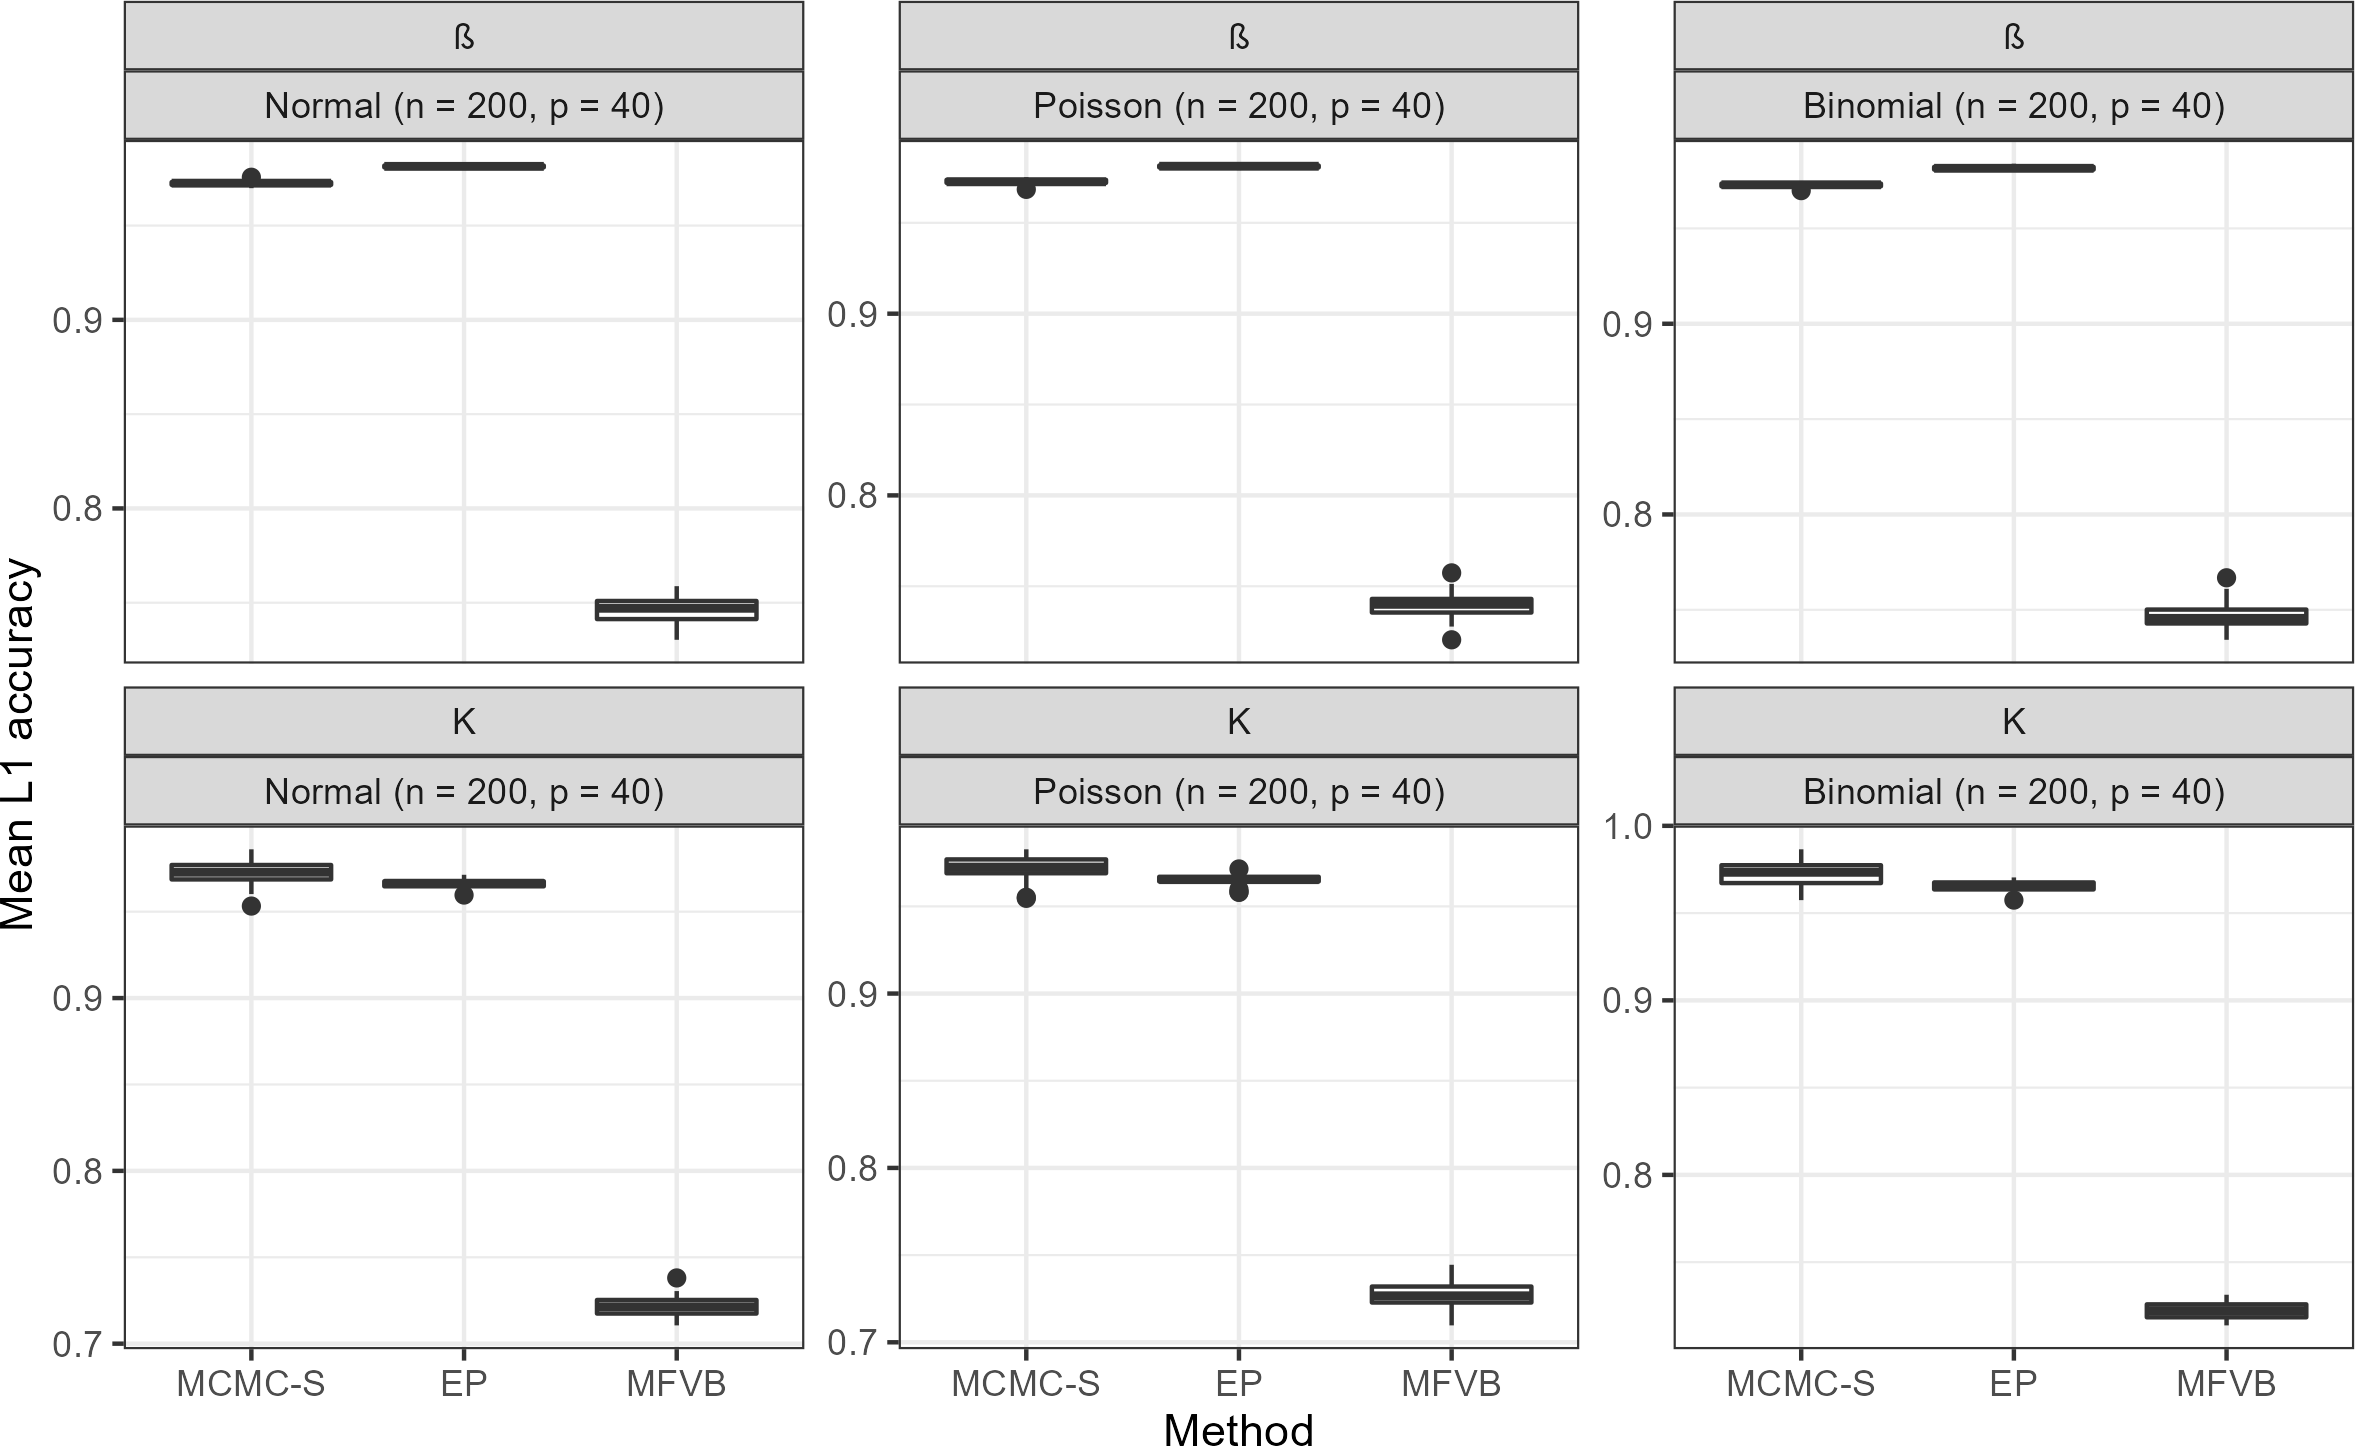 ß ß ß
Normal (n = 200, p = 40) Poisson (n = 200, p = 40) Binomial (n = 200, p = 40)
0.9 0.9 0.9
0.8 0.8 0.8
Mean L1 accuracy
K K K
Normal (n = 200, p = 40) Poisson (n = 200, p = 40) Binomial (n = 200, p = 40)
1.0
0.9 0.9 0.9
0.8 0.8 0.8
0.7 0.7
MCMC-S EP MFVB MCMC-S EP MFVB MCMC-S EP MFVB
Method